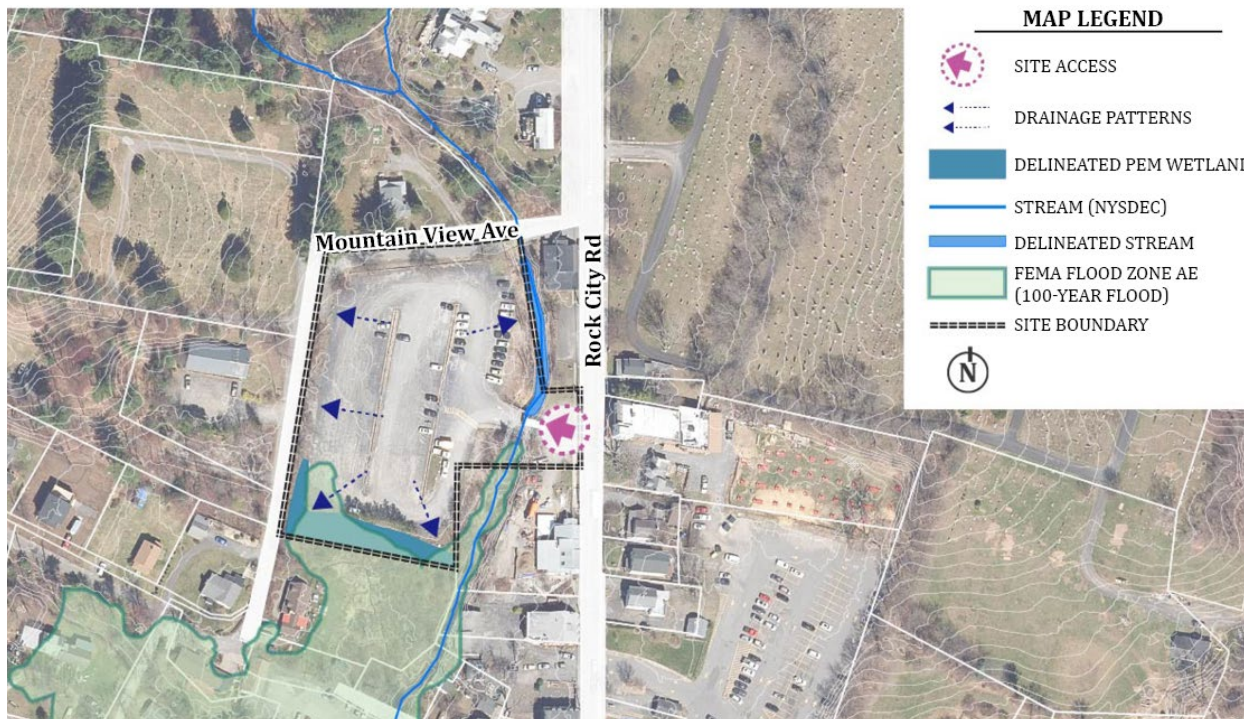 MAP LEGEND
SITE ACCESS
DRAINAGE PATTERNS
DELINEATED PEM WETLAND
STREAM (NYSDEC)
DELINEATED STREAM
FEMA FLOOD ZONE AE
(100-YEAR FLOOD)
SITE BOUNDARY
N
Mountain View Ave
Rock City Rd